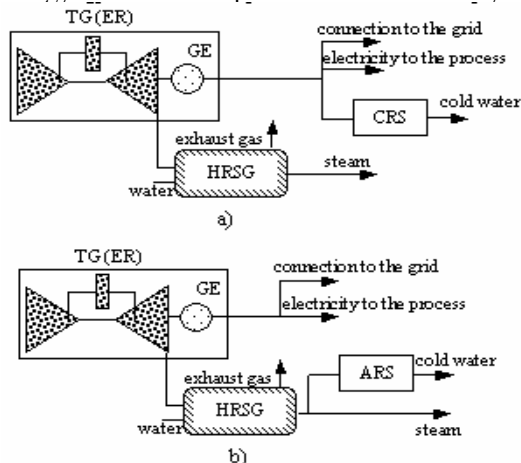 TG(ER)
GE
connection to the grid
electricity to the process
cold water
CRS
exhaust gas
steam
HRSG
water
a)
TG(ER)
GE
connection to the grid
electricity to the process
cold water
ARS
exhaust gas
HRSG
water
steam
b)